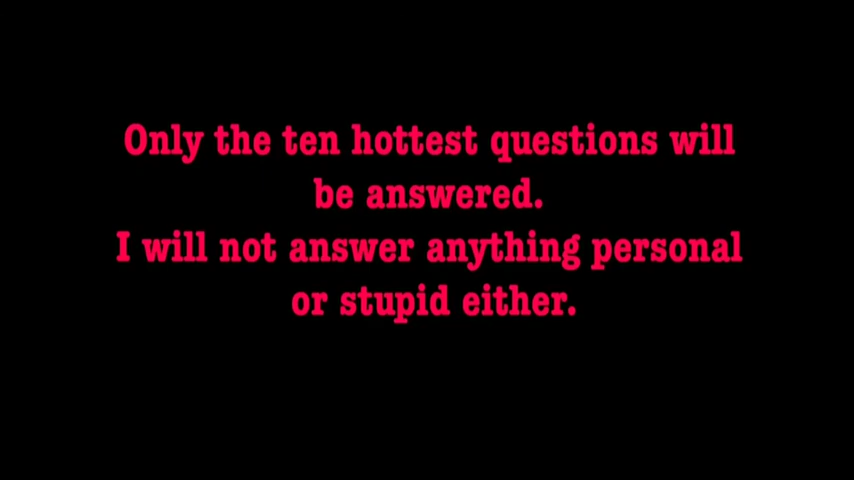 Only the ten hottest questions will
be answered.
I will not answer anything personal
or stupid either.